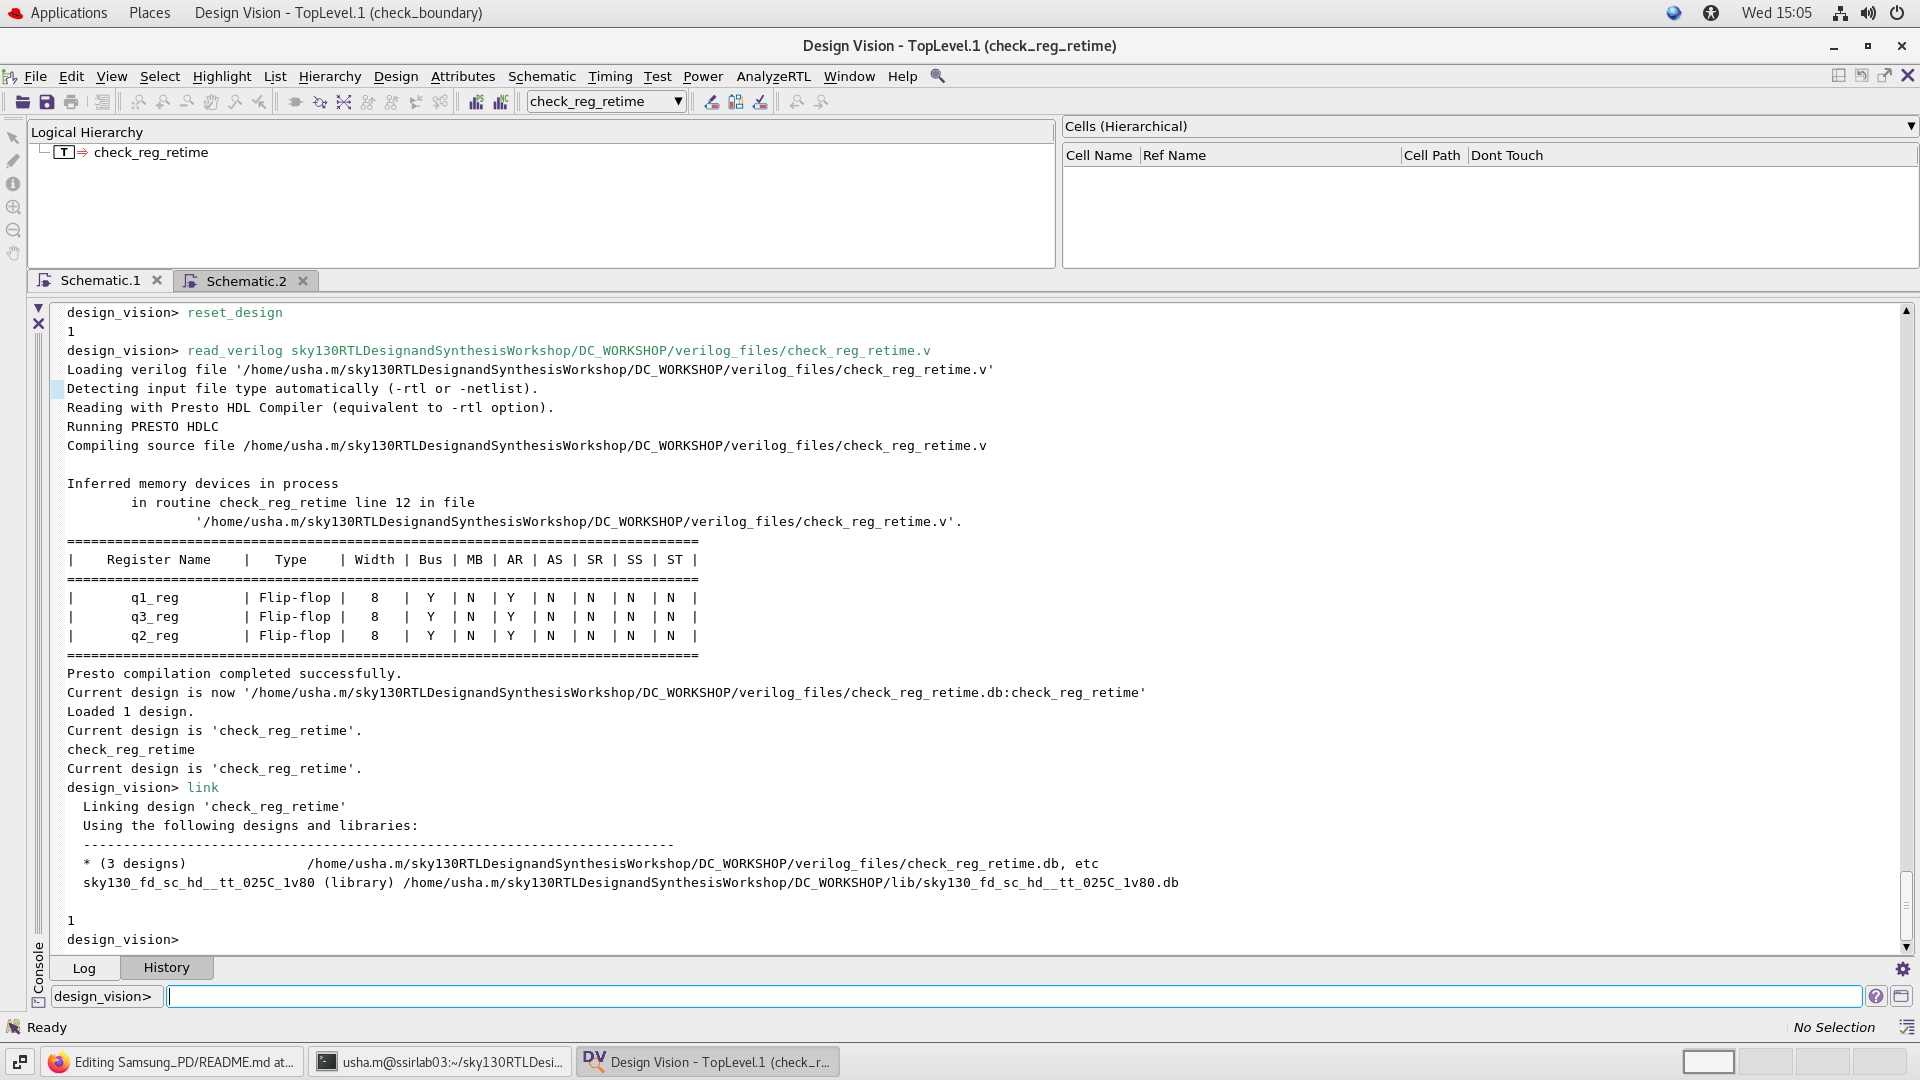 Applications Places Design Vision - TopLevel.1 (check_boundary) Wed 15:05
Design Vision - TopLevel.1 (check_reg_retime)
File Edit View Select Highlight List Hierarchy Design Attributes Schematic Timing Test Power AnalyzeRTL Window Help
check_reg_retime
Logical Hierarchy
T check_reg_retime
Cells (Hierarchical)
Cell Name Ref Name Cell Path Dont Touch
Schematic.1 Schematic.2
design_vision> reset_design
1
design_vision> read_verilog sky130RTLDesignandSynthesisWorkshop/DC_WORKSHOP/verilog_files/check_reg_retime.v
Loading verilog file '/home/usha.m/sky130RTLDesignandSynthesisWorkshop/DC_WORKSHOP/verilog_files/check_reg_retime.v'
Detecting input file type automatically (-rtl or -netlist).
Reading with Presto HDL Compiler (equivalent to -rtl option).
Running PRESTO HDLC
Compiling source file /home/usha.m/sky130RTLDesignandSynthesisWorkshop/DC_WORKSHOP/verilog_files/check_reg_retime.v
Inferred memory devices in process
in routine check_reg_retime line 12 in file
'/home/usha.m/sky130RTLDesignandSynthesisWorkshop/DC_WORKSHOP/verilog_files/check_reg_retime.v'.
===============================================================================
| Register Name | Type | Width | Bus | MB | AR | AS | SR | SS | ST |
===============================================================================
| q1_reg | Flip-flop | 8 | Y | N | Y | N | N | N | N |
| q3_reg | Flip-flop | 8 | Y | N | Y | N | N | N | N |
| q2_reg | Flip-flop | 8 | Y | N | Y | N | N | N | N |
===============================================================================
Presto compilation completed successfully.
Current design is now '/home/usha.m/sky130RTLDesignandSynthesisWorkshop/DC_WORKSHOP/verilog_files/check_reg_retime.db:check_reg_retime'
Loaded 1 design.
Current design is 'check_reg_retime'.
check_reg_retime
Current design is 'check_reg_retime'.
design_vision> link
Linking design 'check_reg_retime'
Using the following designs and libraries:
--------------------------------------------------------------------------
* (3 designs) /home/usha.m/sky130RTLDesignandSynthesisWorkshop/DC_WORKSHOP/verilog_files/check_reg_retime.db, etc
sky130_fd_sc_hd__tt_025C_1v80 (library) /home/usha.m/sky130RTLDesignandSynthesisWorkshop/DC_WORKSHOP/lib/sky130_fd_sc_hd__tt_025C_1v80.db
1
design_vision>
Console
Log History
design_vision>
Ready No Selection
Editing Samsung_PD/README.md at... usha.m@ssirlab03:~/sky130RTLDesi... DV Design Vision - TopLevel.1 (check_r...